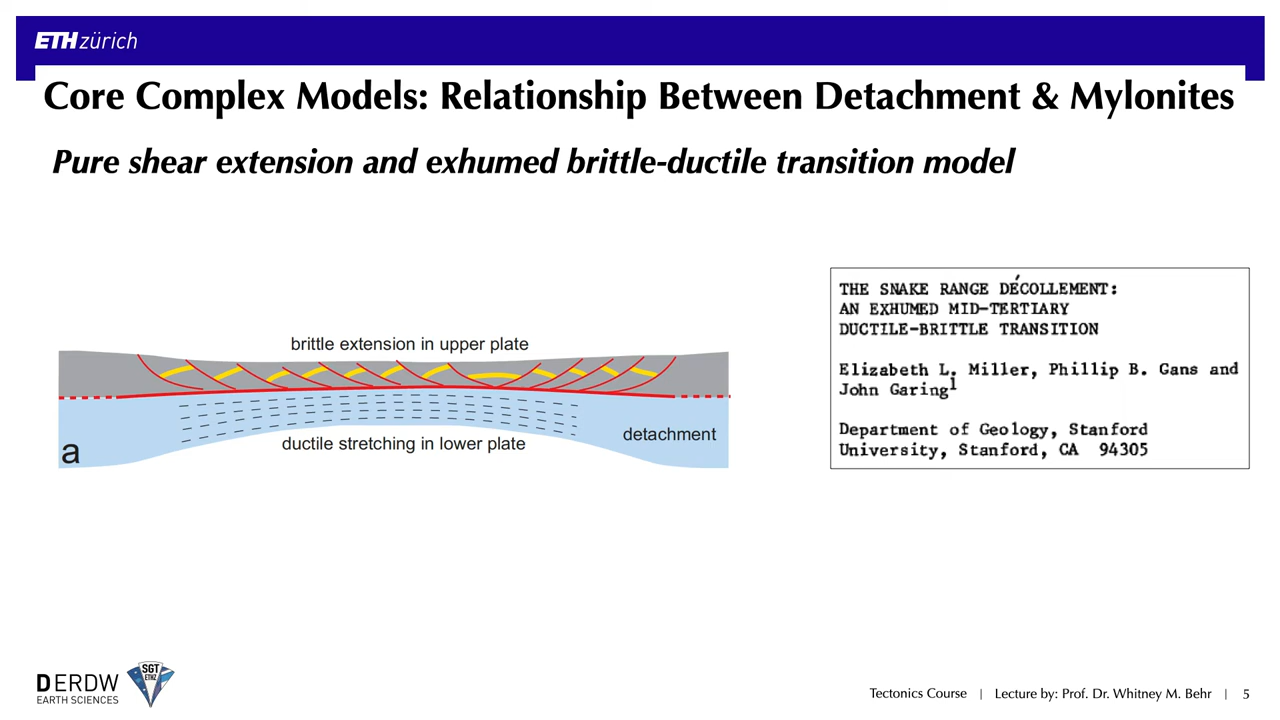 ETH zürich
Core Complex Models: Relationship Between Detachment & Mylonites
Pure shear extension and exhumed brittle-ductile transition model
brittle extension in upper plate
ductile stretching in lower plate
detachment
a
THE SNAKE RANGE DÉCOLLEMENT:
AN EXHUMED MID-TERTIARY
DUCTILE-BRITTLE TRANSITION
Elizabeth L. Miller, Phillip B. Gans and
John Garing1
Department of Geology, Stanford
University, Stanford, CA 94305
DERDW
EARTH SCIENCES
SGT
ETHZ
Tectonics Course | Lecture by: Prof. Dr. Whitney M. Behr | 5